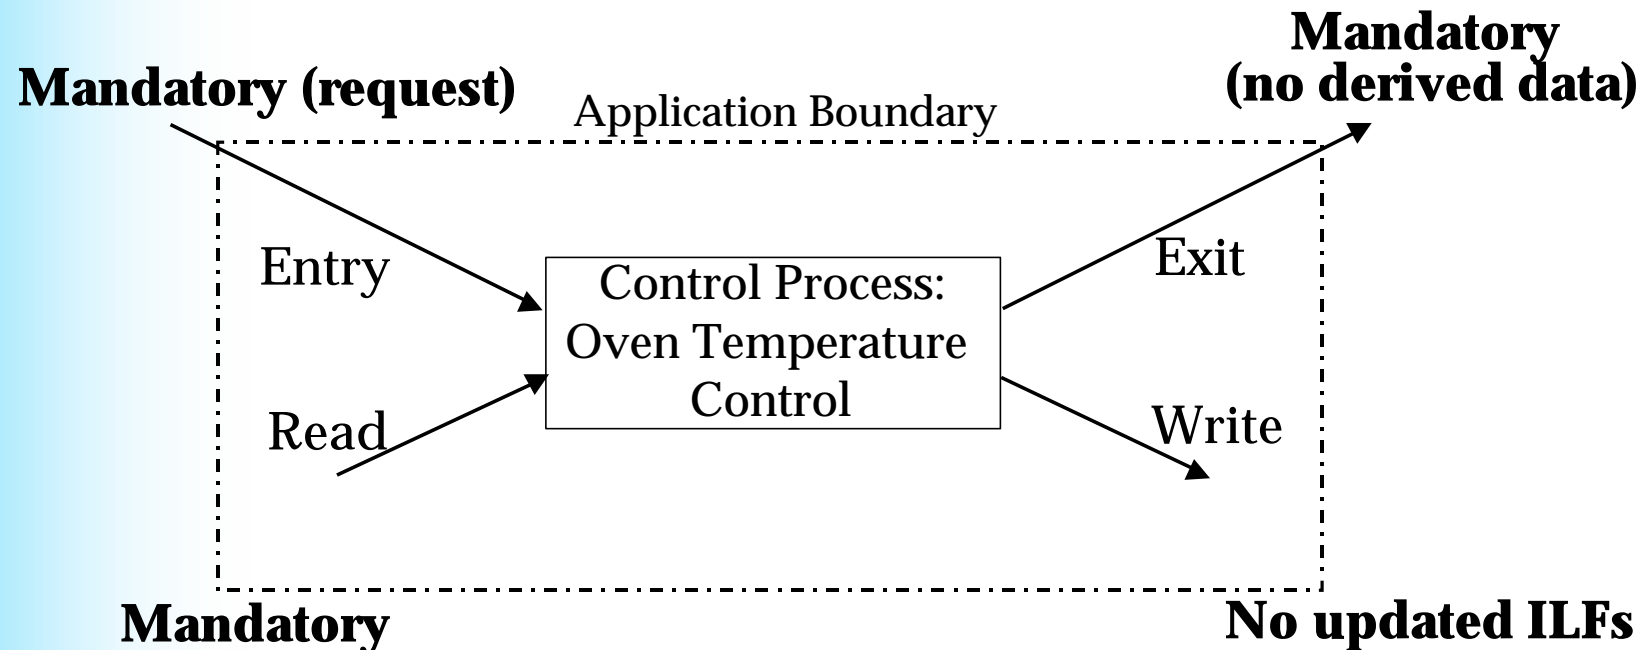 Mandatory
(no derived data)
Mandatory (request)
Application Boundary
Entry
Exit
Control Process:
Oven Temperature
Control
Read
Write
Mandatory
No updated ILFs